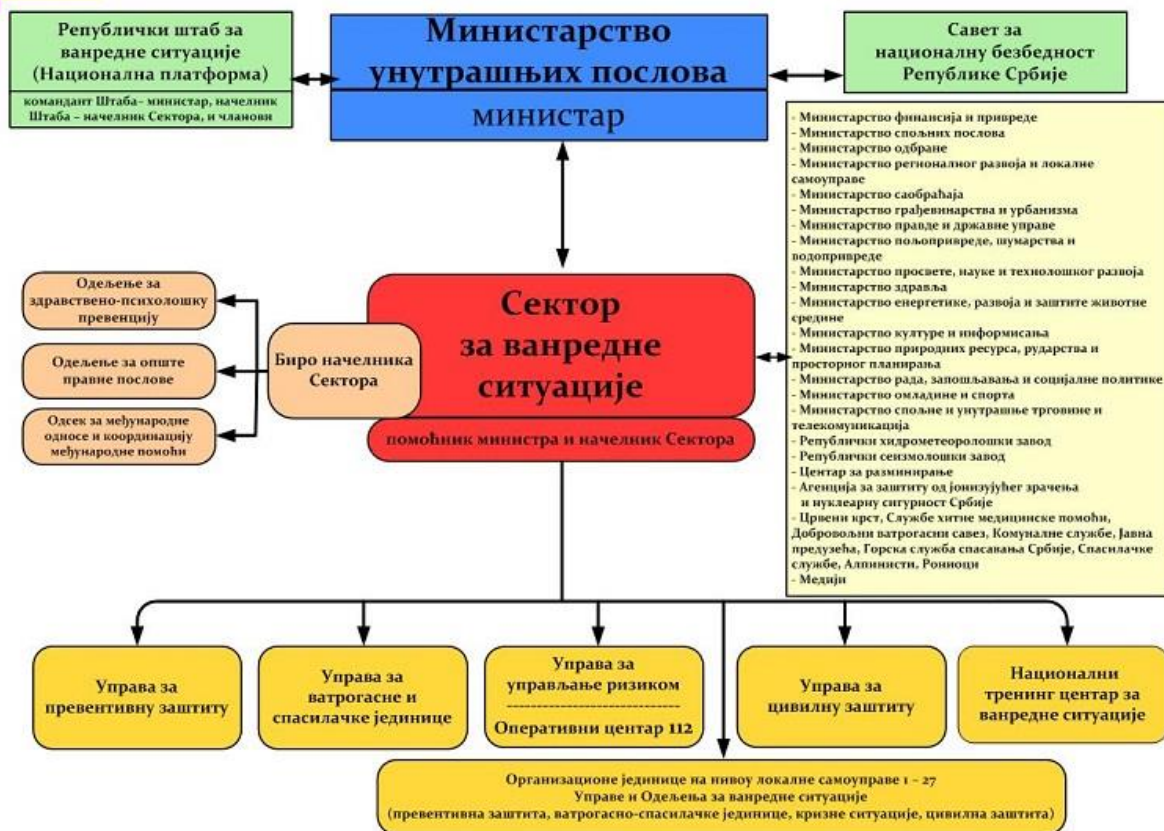 Републички штаб за
ванредне ситуације
(Национална платформа)
командант Штаба– министар, начелник
Штаба – начелник Сектора, и чланови
Министарство
унутрашњих послова
министар
Савет за
националну безбедност
Републике Србије
- Министарство финансија и привреде
- Министарство спољних послова
- Министарство одбране
- Министарство регионалног развоја и локалне
самоуправе
- Министарство саобраћаја
- Министарство грађевинарства и урбанизма
- Министарство правде и државне управе
- Министарство пољопривреде, шумарства и
водопривреде
- Министарство просвете, науке и технолошког развоја
- Министарство здравља
- Министарство енергетике, развоја и заштите животне
средине
- Министарство културе и информисања
- Министарство природних ресурса, рударства и
просторног планирања
- Министарство рада, запошљавања и социјалне политике
- Министарство омладине и спорта
- Министарство спољне и унутрашње трговине и
телекомуникација
- Републички хидрометеоролошки завод
- Републички сеизмолошки завод
- Центар за разминирање
- Агенција за заштиту од јонизујућег зрачења
и нуклеарну сигурност Србије
- Црвени крст, Службе хитне медицинске помоћи,
Добровољни ватрогасни савез, Комуналне службе, Јавна
предузећа, Горска служба спасавања Србије, Спасилачке
службе, Алпинисти, Рониоци
- Медији
Одељење за
здравствено-психолошку
превенцију
Одељење за опште
правне послове
Одсек за међународне
односе и координацију
међународне помоћи
Биро начелника
Сектора
Сектор
за ванредне
ситуације
помоћник министра и начелник Сектора
Управа за
превентивну заштиту
Управа за
ватрогасне и
спасилачке јединице
Управа за
управљање ризиком
------------------------------
Оперативни центар 112
Управа за
цивилну заштиту
Национални
тренинг центар за
ванредне ситуације
Организационе јединице на нивоу локалне самоуправе 1 – 27
Управе и Одељења за ванредне ситуације
(превентивна заштита, ватрогасно-спасилачке јединице, кризне ситуације, цивилна заштита)